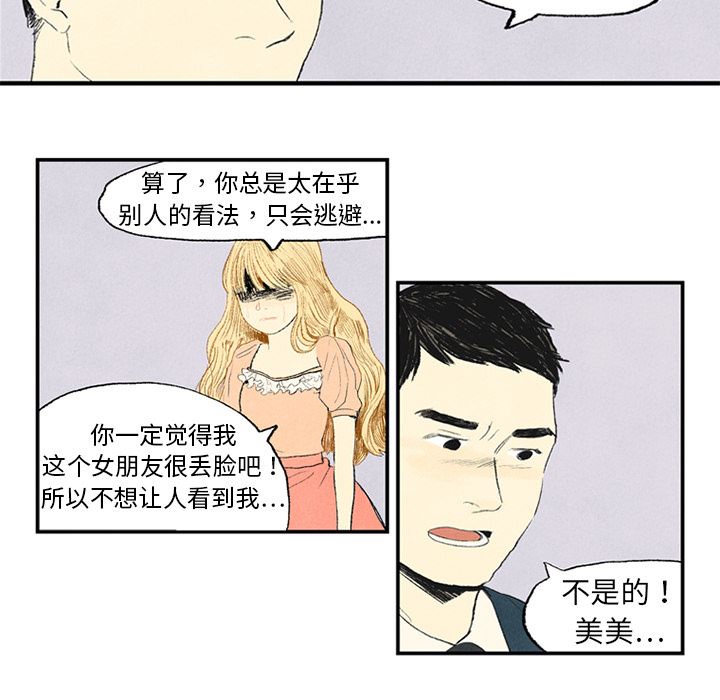 算了，你总是太在乎
别人的看法，只会逃避...
你一定觉得我
这个女朋友很丢脸吧！
所以不想让人看到我...
不是的！
美美...